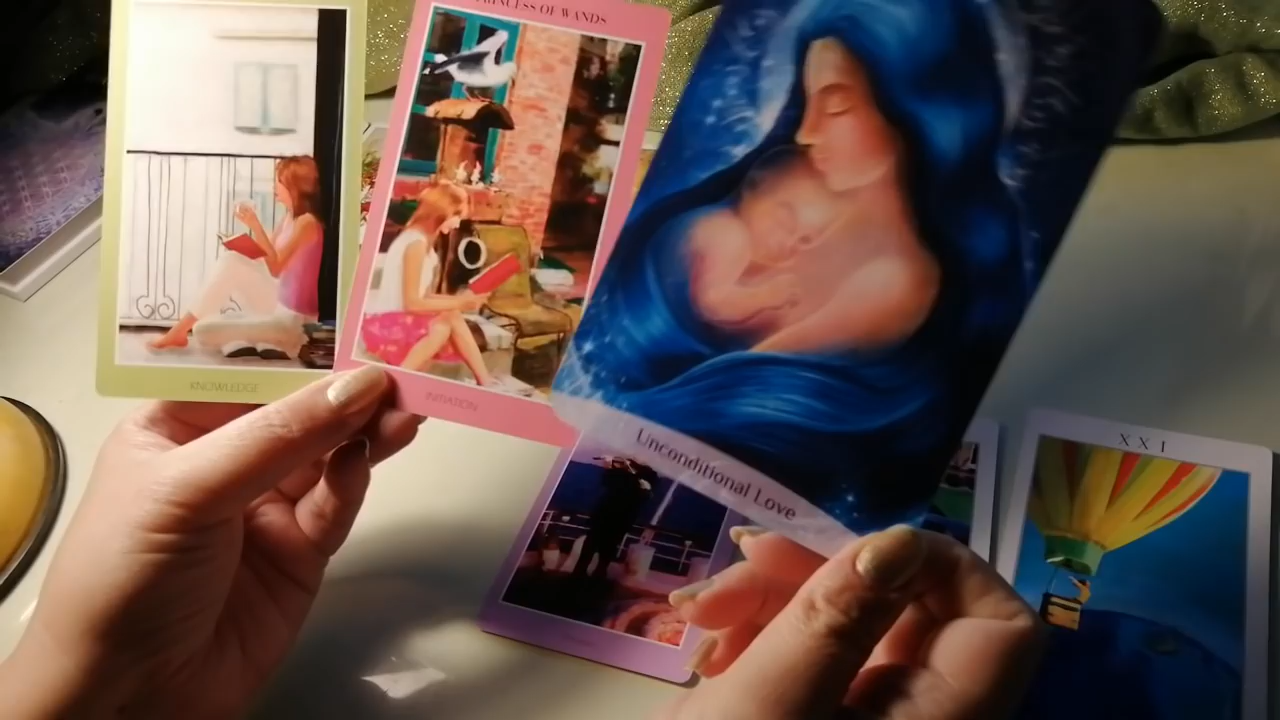 PRINCESS OF WANDS
KNOWLEDGE
INITIATION
Unconditional Love
XXI